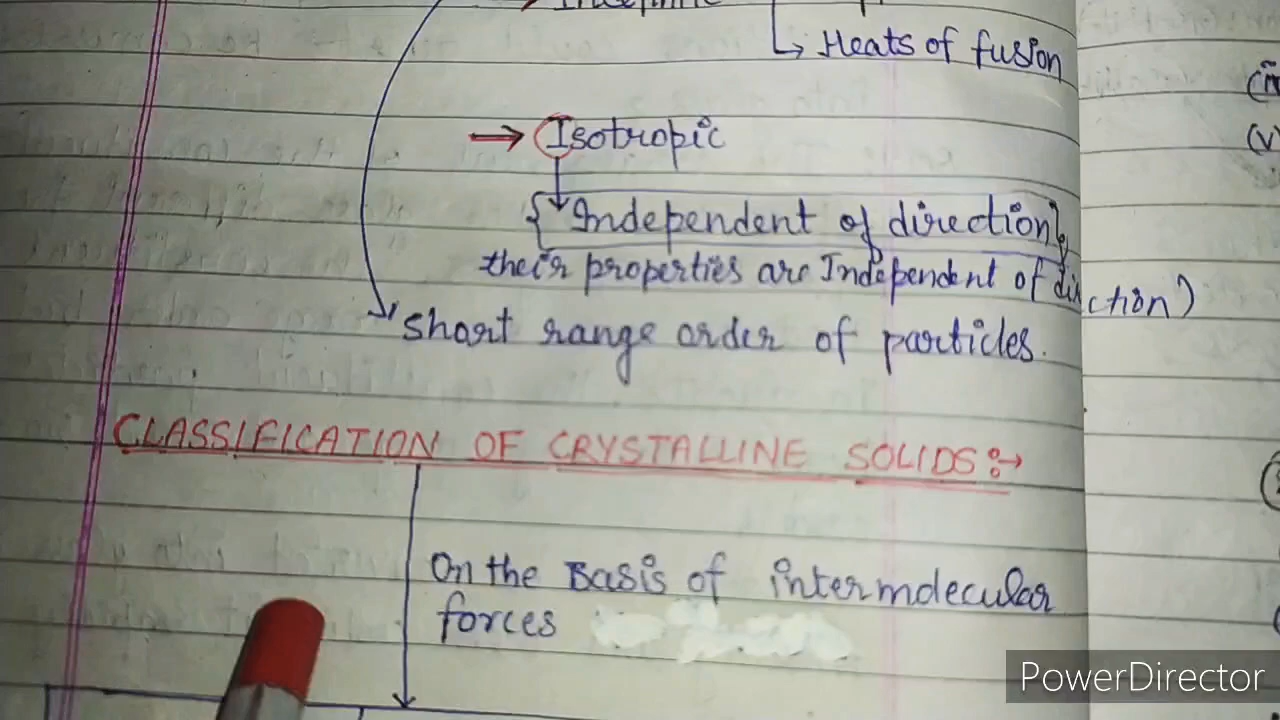 Heats of fusion
→ Isotropic
{Independent of direction},
their properties are Independent of direction)
short range order of particles.
CLASSIFICATION OF CRYSTALLINE SOLIDS:→
On the Basis of intermolecular
forces
(v)
PowerDirector